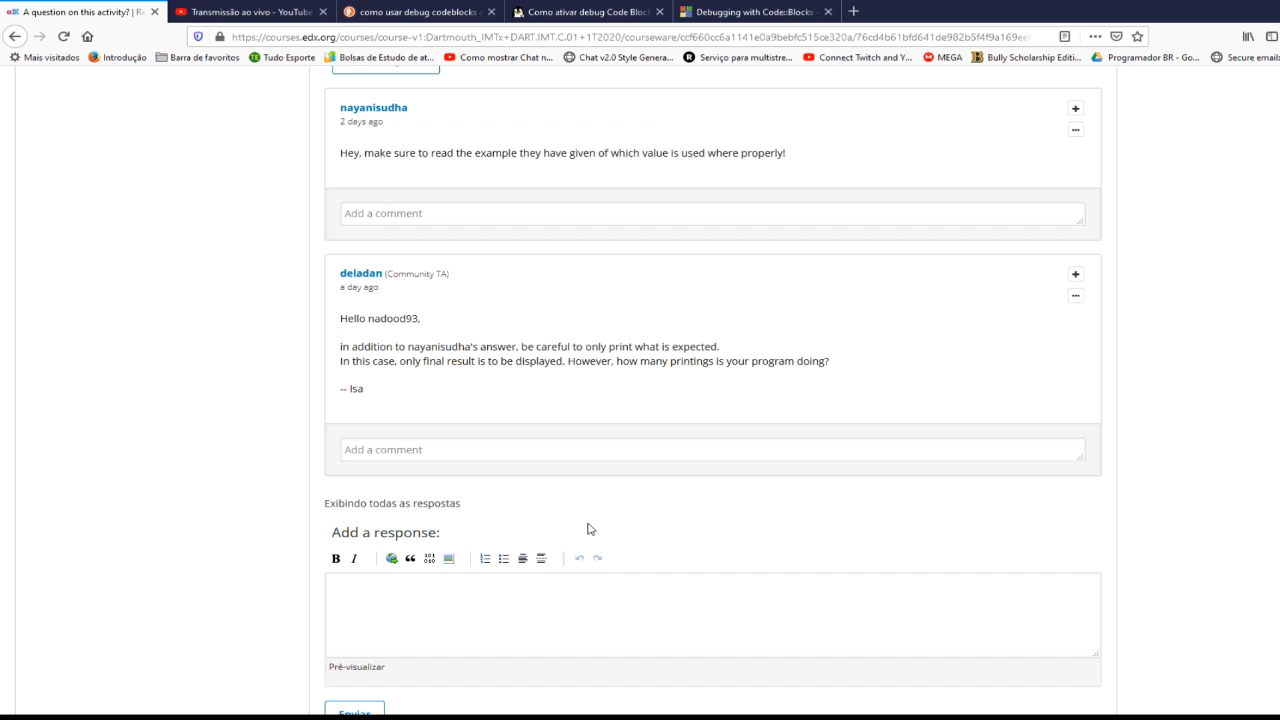 A question on this activity? | Re
Transmissão ao vivo - YouTube
como usar debug codeblocks
Como ativar debug Code Block
Debugging with Code::Blocks -
https://courses.edx.org/courses/course-v1:Dartmouth_IMTx+DART.IMT.C.01+1T2020/courseware/ccf660cc6a1141e0a9bebfc515ce320a/76cd4b61bfd641de982b5f4f9a169ee
Mais visitados
Introdução
Barra de favoritos
Tudo Esporte
Bolsas de Estudo de at...
Como mostrar Chat n...
Chat v2.0 Style Genera...
Serviço para multistre...
Connect Twitch and Y...
MEGA
Bully Scholarship Editi...
Programador BR - Go...
Secure email:
nayanisudha
2 days ago
Hey, make sure to read the example they have given of which value is used where properly!
Add a comment
deladan (Community TA)
a day ago
Hello nadood93,
in addition to nayanisudha's answer, be careful to only print what is expected.
In this case, only final result is to be displayed. However, how many printings is your program doing?
-- Isa
Add a comment
Exibindo todas as respostas
Add a response:
B I
Pré-visualizar
Enviar